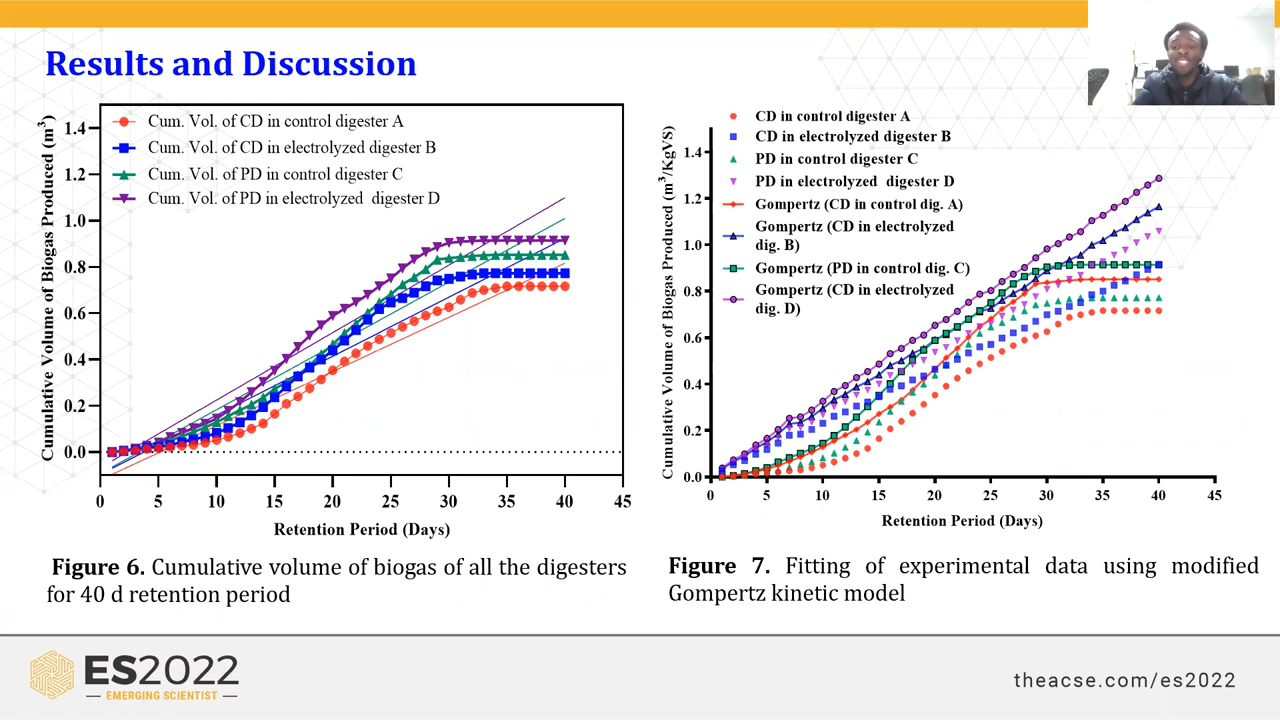 Results and Discussion
Cumulative Volume of Biogas Produced (m³)
Cum. Vol. of CD in control digester A
Cum. Vol. of CD in electrolyzed digester B
Cum. Vol. of PD in control digester C
Cum. Vol. of PD in electrolyzed digester D
1.4
1.2
1.0
0.8
0.6
0.4
0.2
0.0
0 5 10 15 20 25 30 35 40 45
Retention Period (Days)
Figure 6. Cumulative volume of biogas of all the digesters
for 40 d retention period
Cumulative Volume of Biogas Produced (m³/KgVS)
CD in control digester A
CD in electrolyzed digester B
PD in control digester C
PD in electrolyzed digester D
Gompertz (CD in control dig. A)
Gompertz (CD in electrolyzed
dig. B)
Gompertz (PD in control dig. C)
Gompertz (CD in electrolyzed
dig. D)
1.4
1.2
1.0
0.8
0.6
0.4
0.2
0.0
0 5 10 15 20 25 30 35 40 45
Retention Period (Days)
Figure 7. Fitting of experimental data using modified
Gompertz kinetic model
ES2022
EMERGING SCIENTIST
theacse.com/es2022